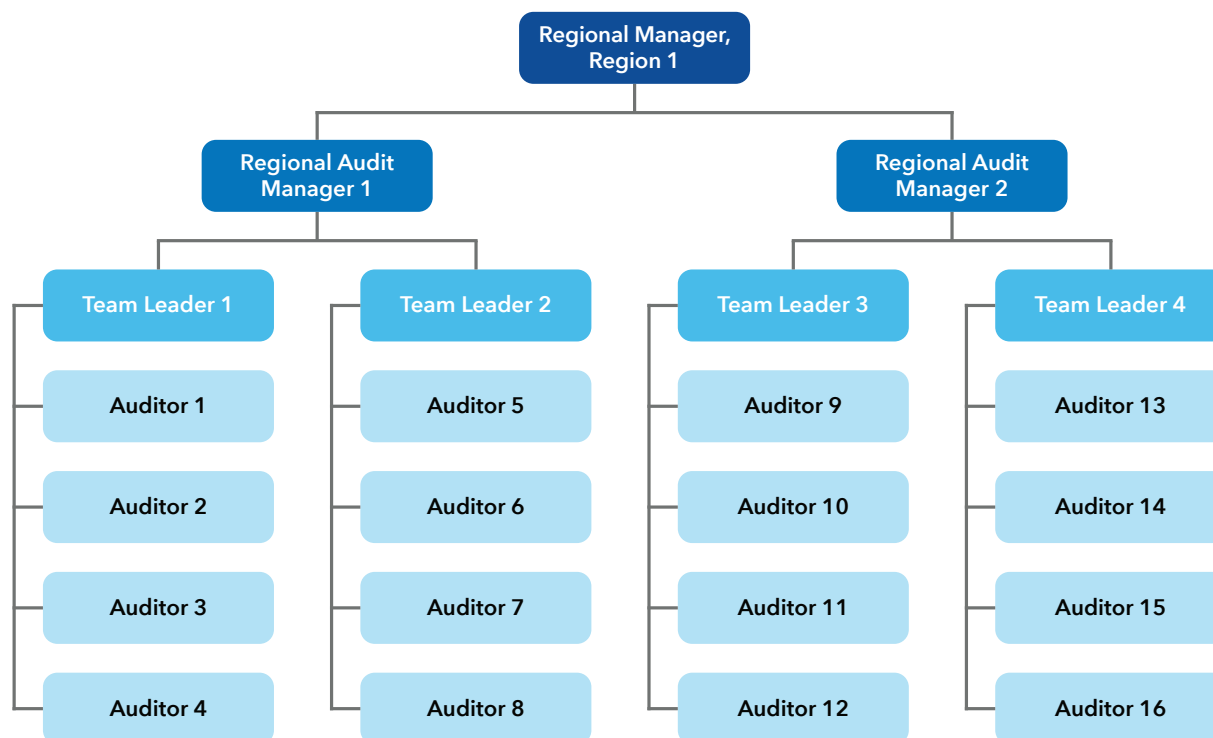 Regional Manager,
Region 1
Regional Audit
Manager 1
Regional Audit
Manager 2
Team Leader 1
Team Leader 2
Team Leader 3
Team Leader 4
Auditor 1
Auditor 5
Auditor 9
Auditor 13
Auditor 2
Auditor 6
Auditor 10
Auditor 14
Auditor 3
Auditor 7
Auditor 11
Auditor 15
Auditor 4
Auditor 8
Auditor 12
Auditor 16